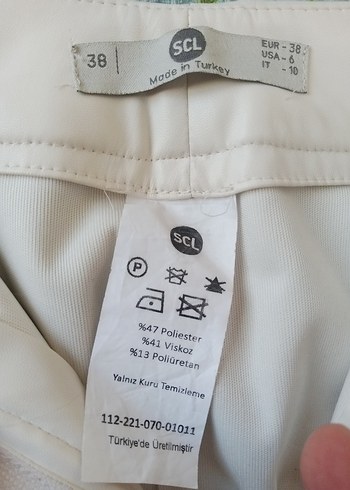 38
SCL
Made in Turkey
EUR - 38
USA - 6
IT - 10
SCL
P
%47 Poliester
%41 Viskoz
%13 Poliüretan
Yalnız Kuru Temizleme
112-221-070-01011
Türkiye'de Üretilmiştir